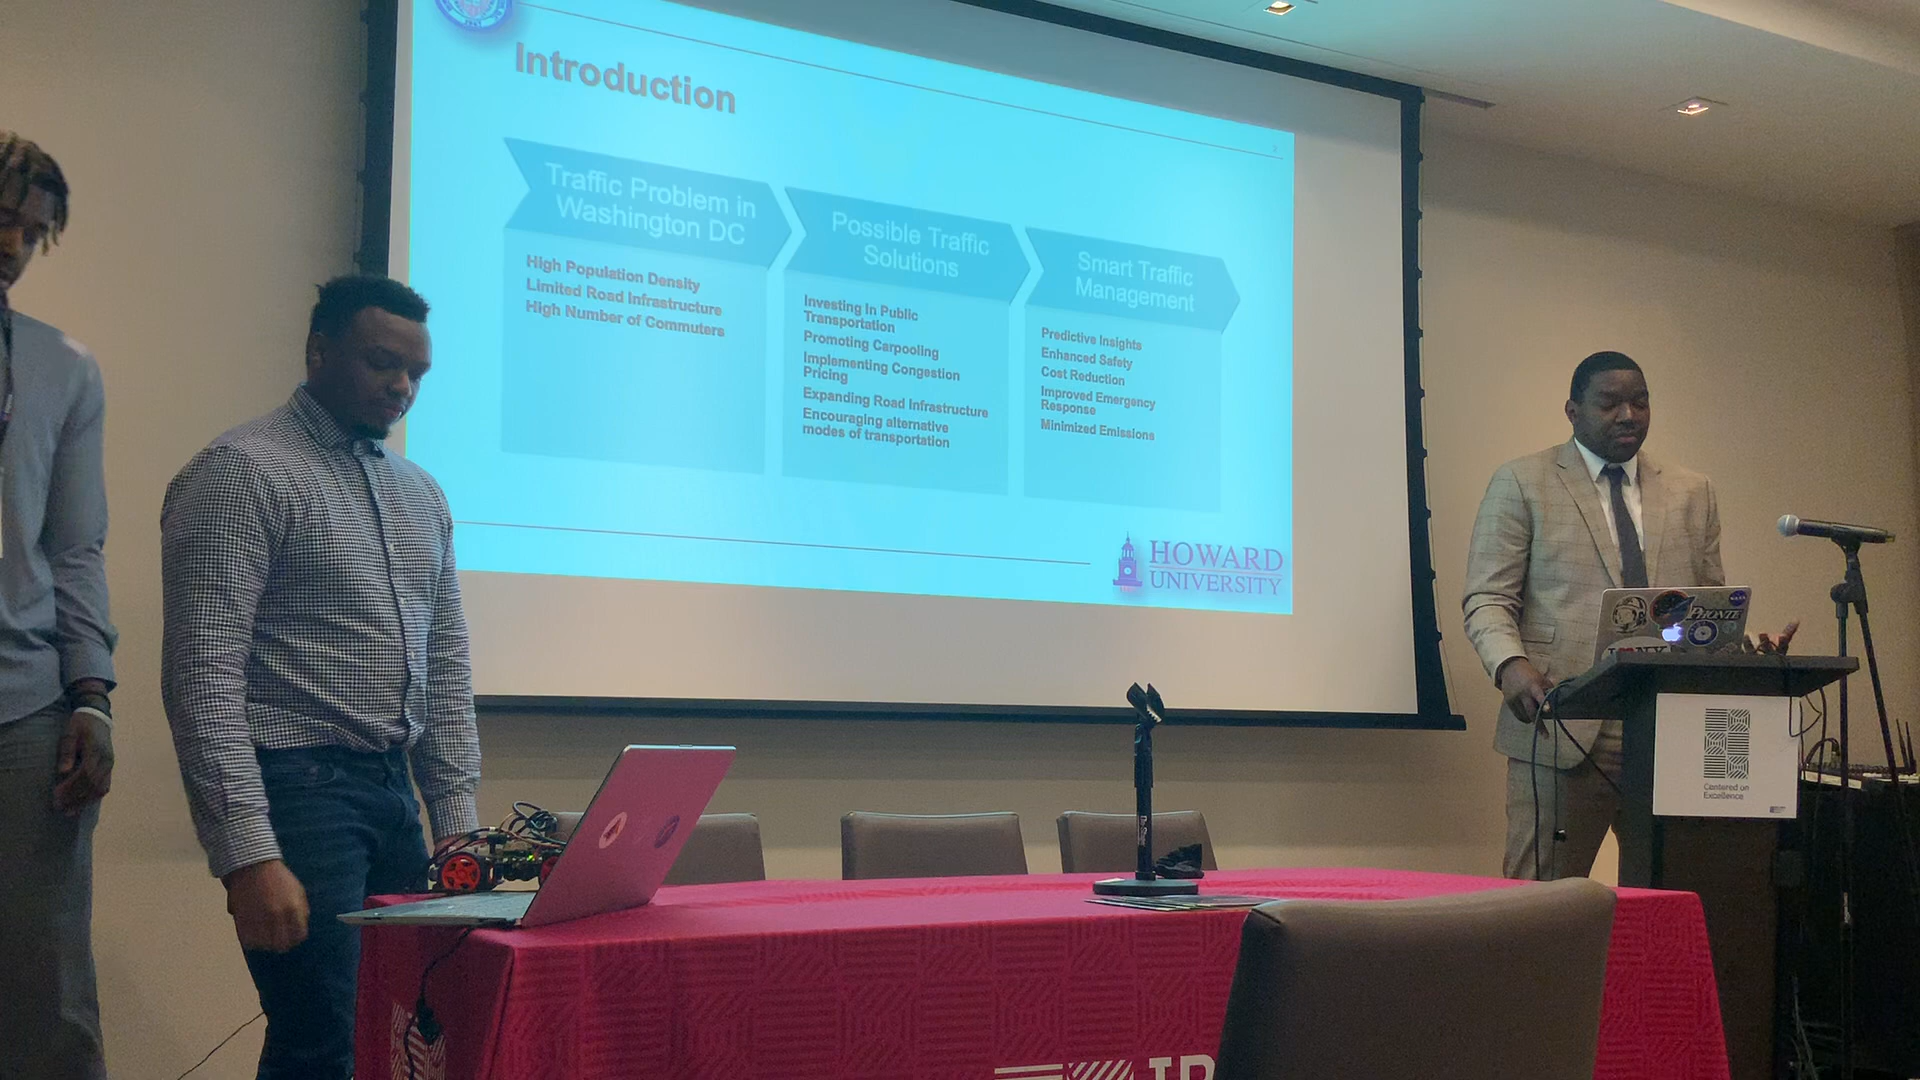 Introduction
2
Traffic Problem in
Washington DC
High Population Density
Limited Road Infrastructure
High Number of Commuters
Possible Traffic
Solutions
Investing In Public
Transportation
Promoting Carpooling
Implementing Congestion
Pricing
Expanding Road Infrastructure
Encouraging alternative
modes of transportation
Smart Traffic
Management
Predictive Insights
Enhanced Safety
Cost Reduction
Improved Emergency
Response
Minimized Emissions
HOWARD
UNIVERSITY
NASA
Centered on
Excellence